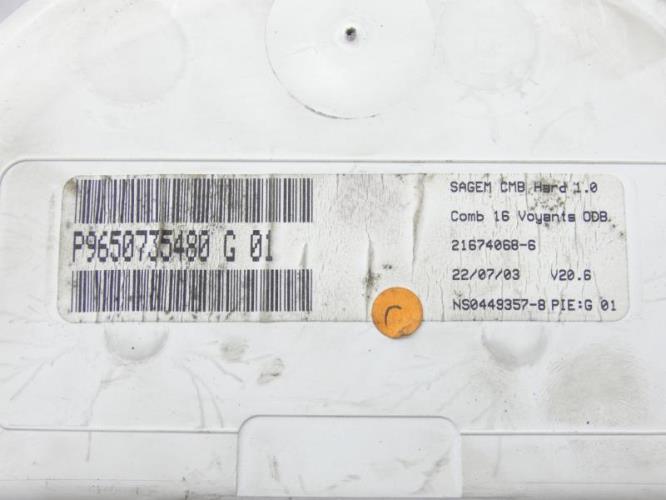 P9650735480 G 01
SAGEM CMB Hard 1.0
Comb 16 Voyants ODB.
21674068-6
22/07/03 V20.6
NS0449357-8 PIE:G 01
C